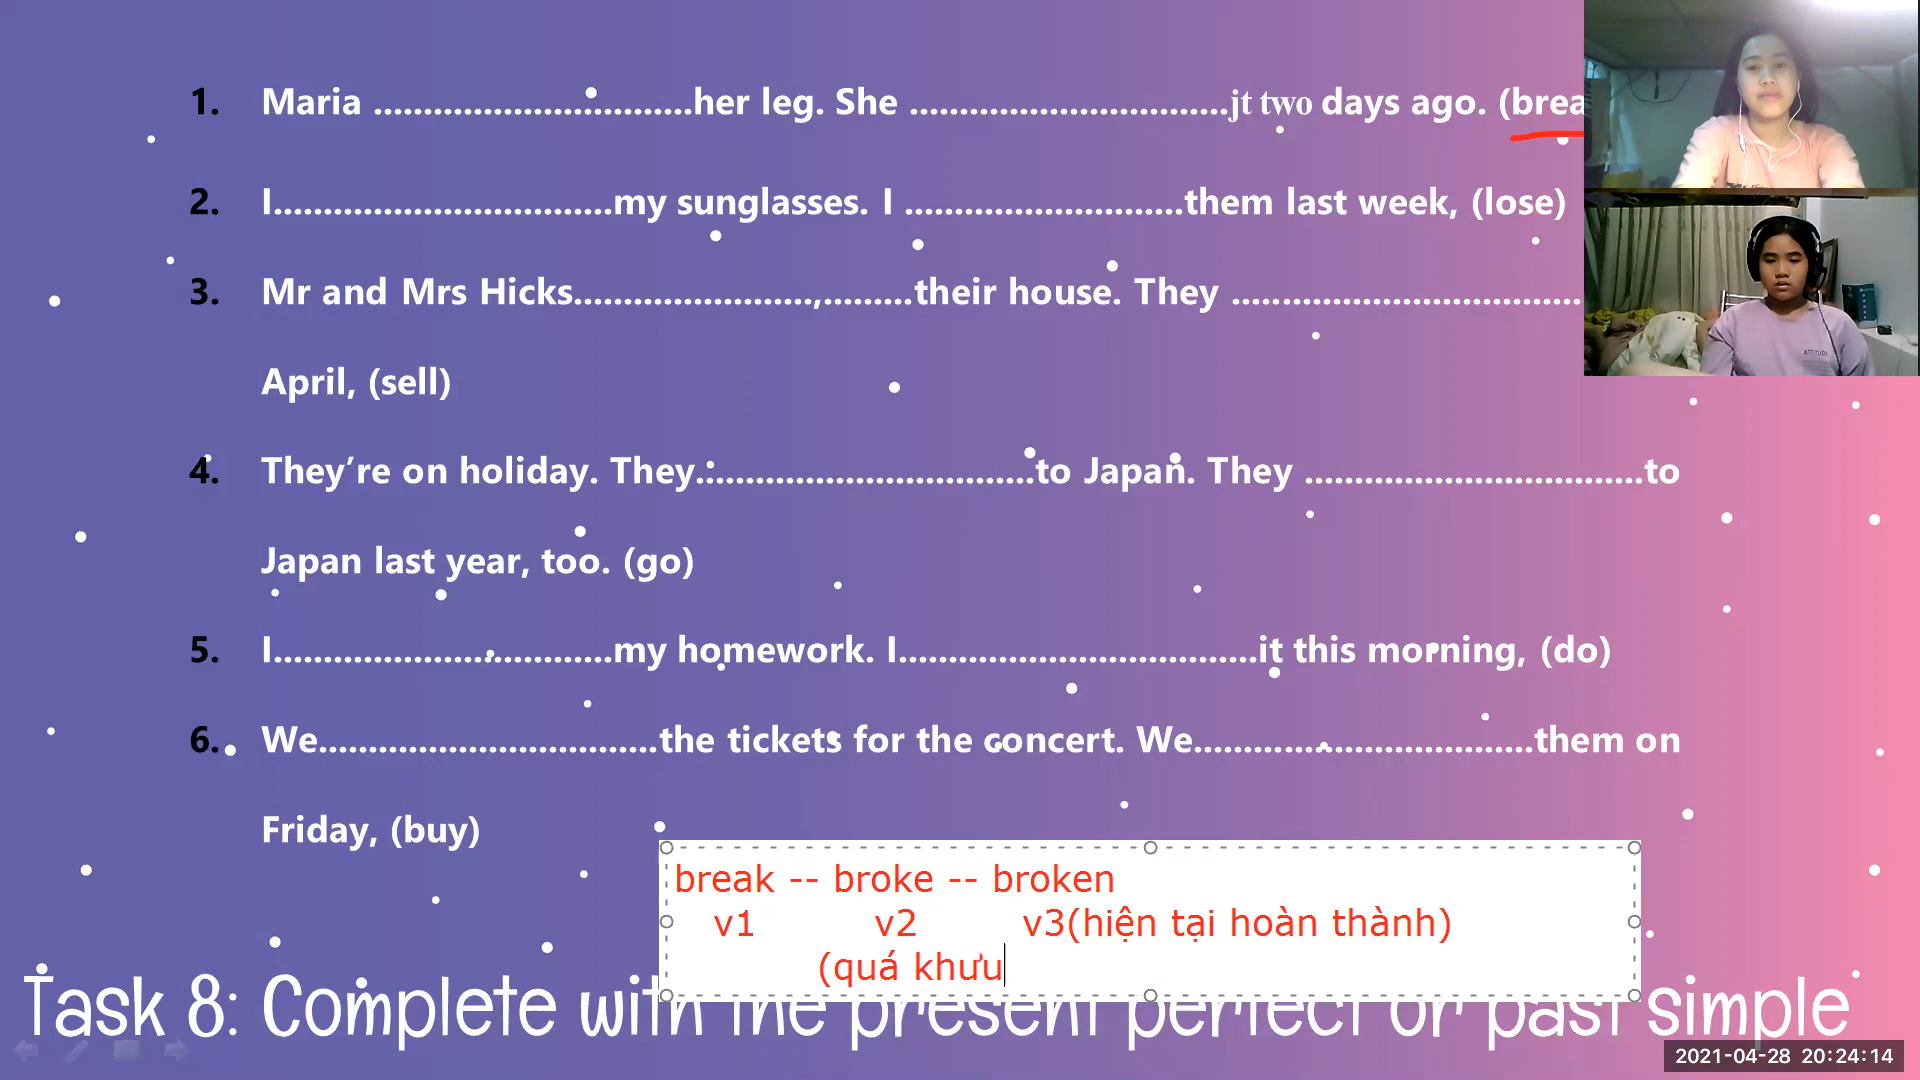 1. Maria ................................her leg. She ................................jt two days ago. (brea
2. I..................................my sunglasses. I ............................them last week, (lose)
3. Mr and Mrs Hicks........................,.........their house. They ...................................
April, (sell)
4. They’re on holiday. They.:................................to Japan. They ..................................to
Japan last year, too. (go)
5. I..................................my homework. I....................................it this morning, (do)
6. We..................................the tickets for the concert. We..................................them on
Friday, (buy)
break -- broke -- broken
v1 v2 v3(hiện tại hoàn thành)
(quá khưu
Task 8: Complete with the present perfect or past simple
ATTITUDE
2021-04-28 20:24:14